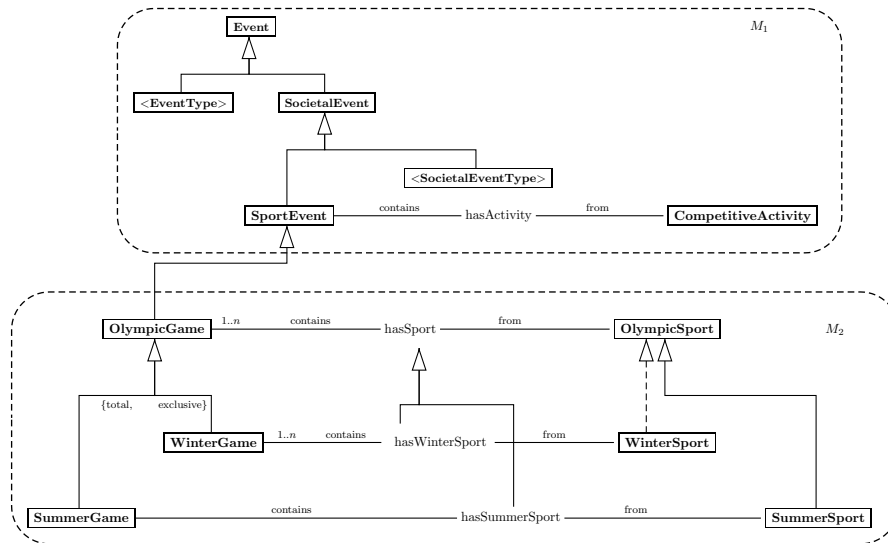 Event
M1
<EventType>
SocietalEvent
<SocietalEventType>
SportEvent contains hasActivity from CompetitiveActivity
OlympicGame 1..n contains hasSport from OlympicSport
M2
{total, exclusive}
WinterGame 1..n contains hasWinterSport from WinterSport
SummerGame contains hasSummerSport from SummerSport